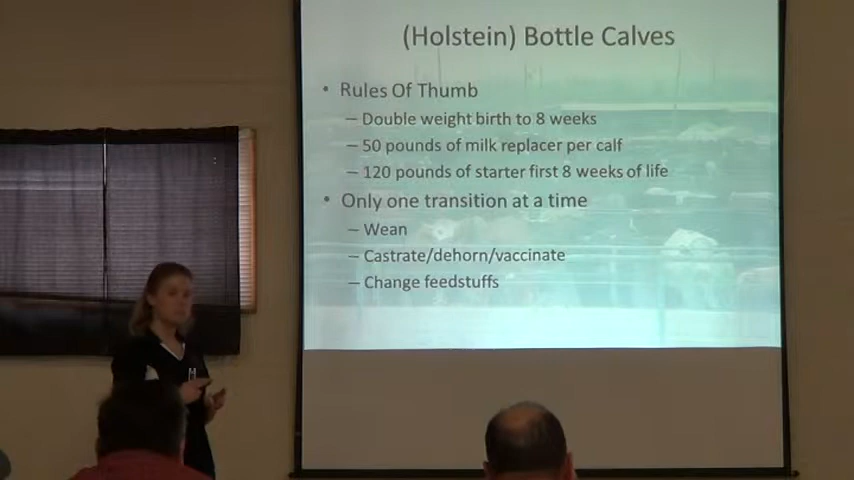 (Holstein) Bottle Calves
• Rules Of Thumb
– Double weight birth to 8 weeks
– 50 pounds of milk replacer per calf
– 120 pounds of starter first 8 weeks of life
• Only one transition at a time
– Wean
– Castrate/dehorn/vaccinate
– Change feedstuffs